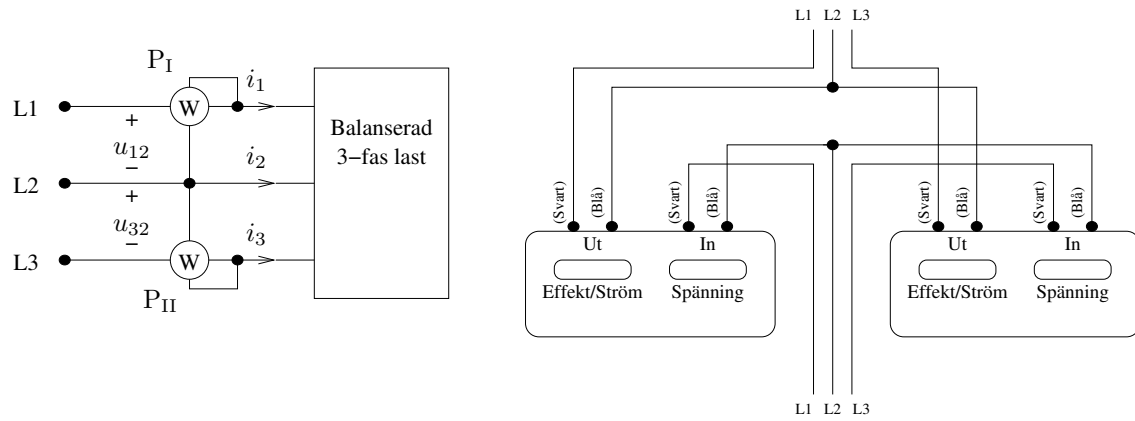 P_I
i_1
L1
W
+
u_12
−
Balanserad
3−fas last
i_2
L2
+
u_32
−
i_3
L3
W
P_II
L1 L2 L3
(Svart)
(Blå)
(Svart)
(Blå)
Ut
In
Effekt/Ström
Spänning
(Svart)
(Blå)
(Svart)
(Blå)
Ut
In
Effekt/Ström
Spänning
L1 L2 L3